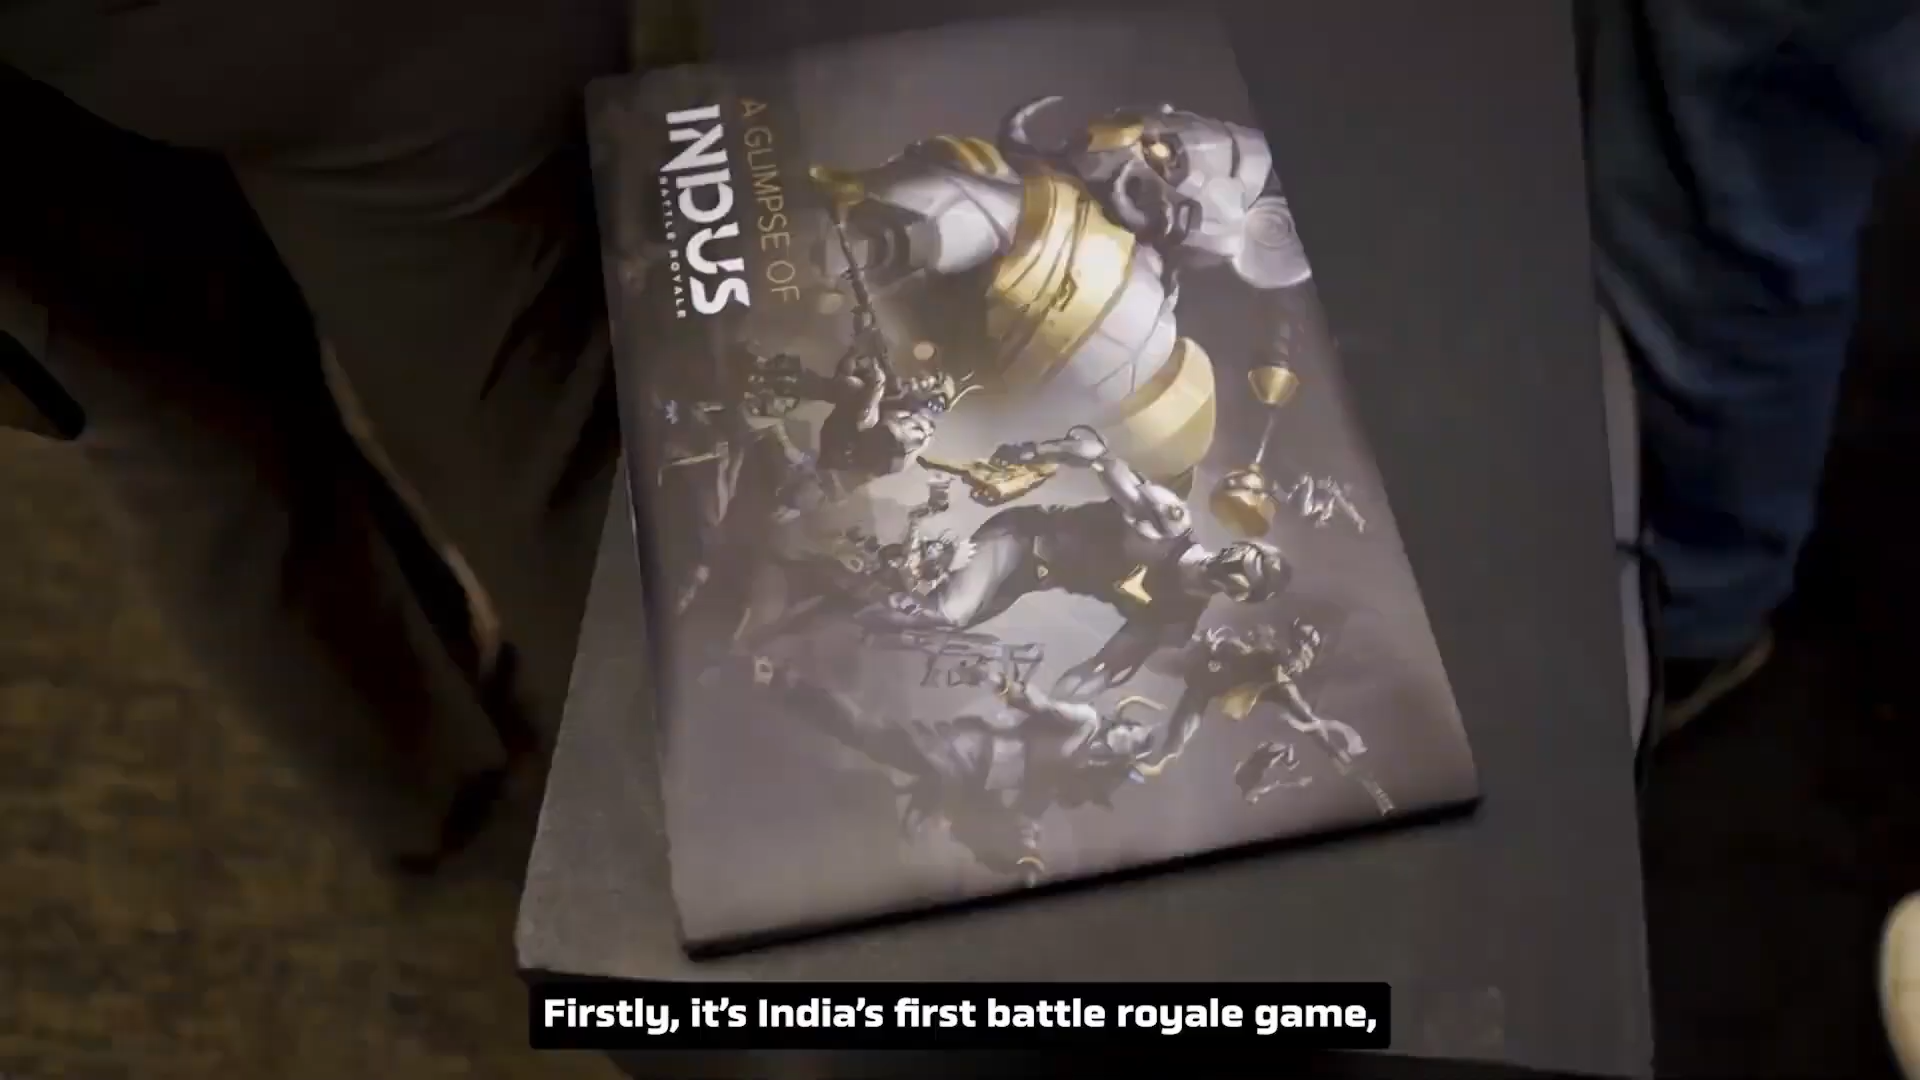 A GLIMPSE OF
INDUS
BATTLE ROYALE
Firstly, it's India's first battle royale game,